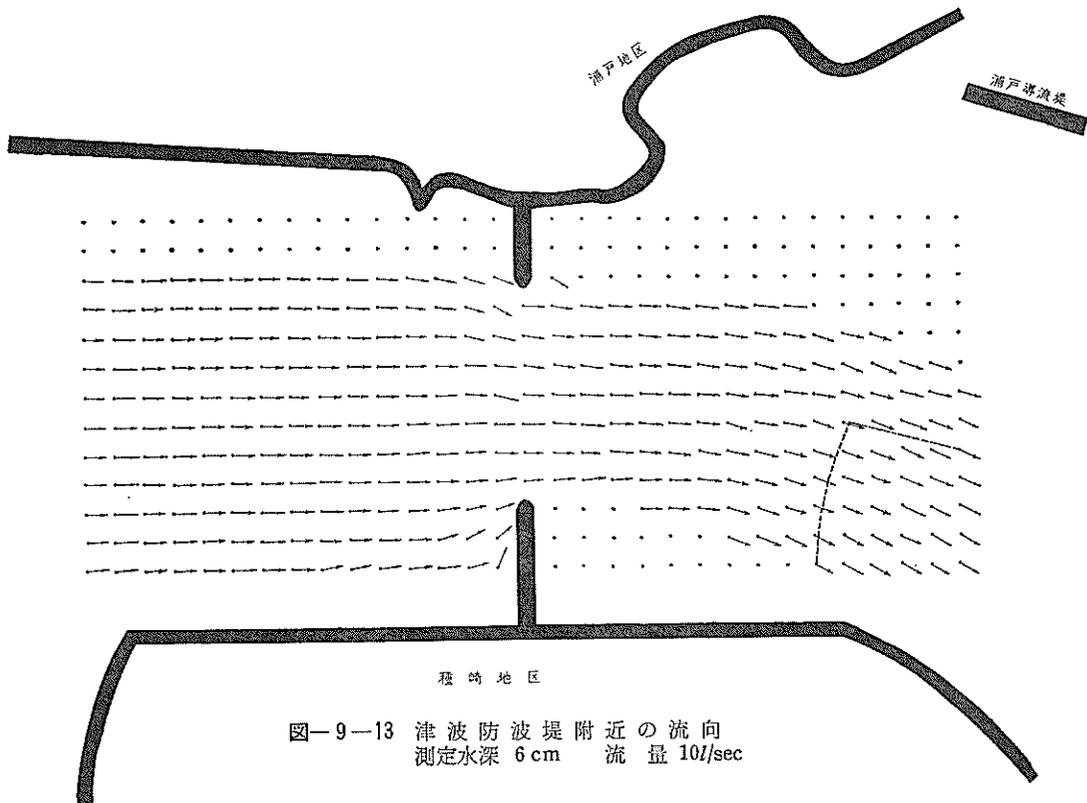 浦戸地区
浦戸導流堤
種崎地区
図—9—13 津波防波堤附近の流向
測定水深 6cm 流量 10l/sec